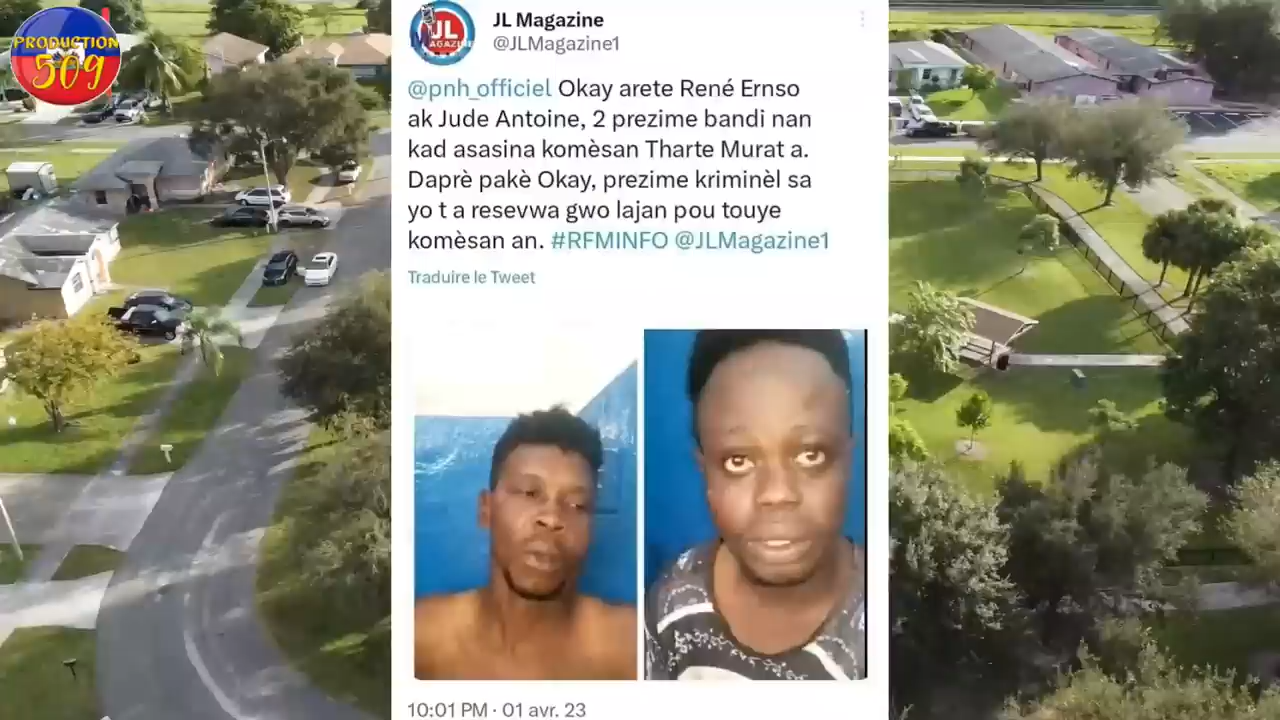 PRODUCTION
509
JL
MAGAZINE
JL Magazine
@JLMagazine1
@pnh_officiel Okay arete René Ernso
ak Jude Antoine, 2 prezime bandi nan
kad asasina komèsan Tharte Murat a.
Daprè pakè Okay, prezime kriminèl sa
yo t a resevwa gwo lajan pou touye
komèsan an. #RFMINFO @JLMagazine1
Traduire le Tweet
10:01 PM · 01 avr. 23